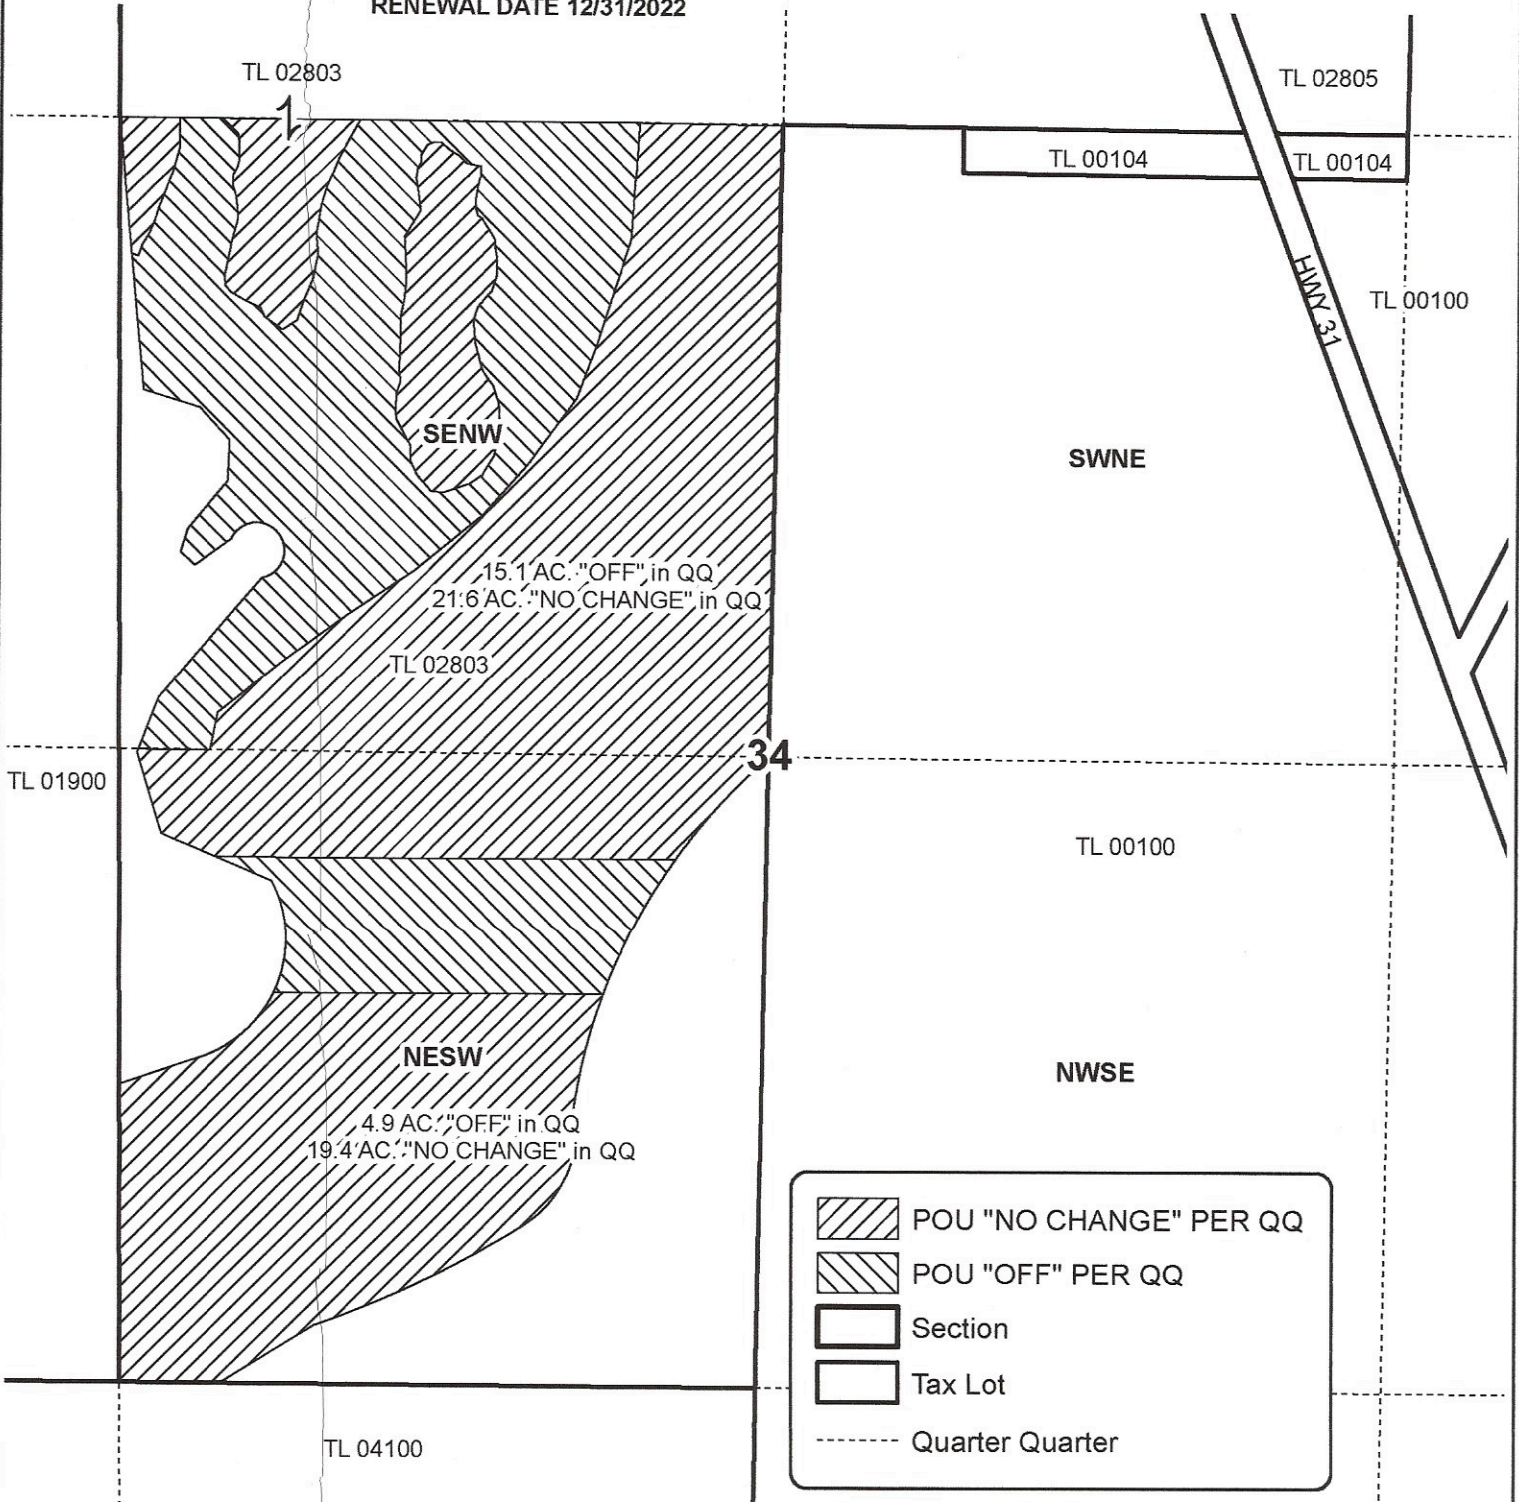 RENEWAL DATE 12/31/2022
TL 02803
TL 02805
TL 00104
TL 00104
HWY 31
TL 00100
SENW
SWNE
15.1 AC. "OFF" in QQ
21.6 AC. "NO CHANGE" in QQ
TL 02803
34
TL 01900
TL 00100
NESW
NWSE
4.9 AC. "OFF" in QQ
19.4 AC. "NO CHANGE" in QQ
POU "NO CHANGE" PER QQ
POU "OFF" PER QQ
Section
Tax Lot
Quarter Quarter
TL 04100